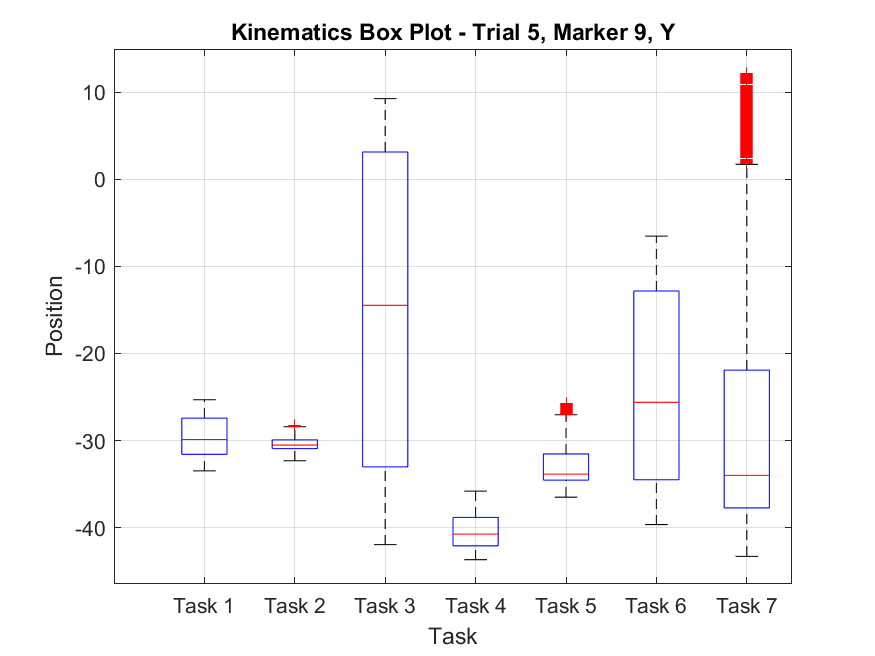 Kinematics Box Plot - Trial 5, Marker 9, Y
10
0
-10
-20
-30
-40
Position
Task 1 Task 2 Task 3 Task 4 Task 5 Task 6 Task 7
Task